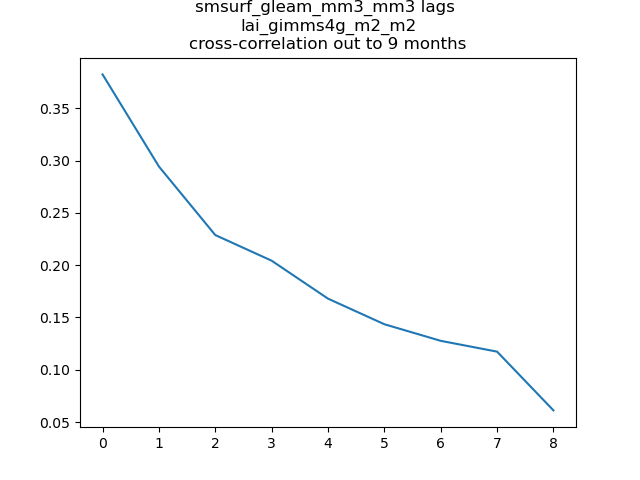 smsurf_gleam_mm3_mm3 lags
lai_gimms4g_m2_m2
cross-correlation out to 9 months
0.35
0.30
0.25
0.20
0.15
0.10
0.05
0 1 2 3 4 5 6 7 8